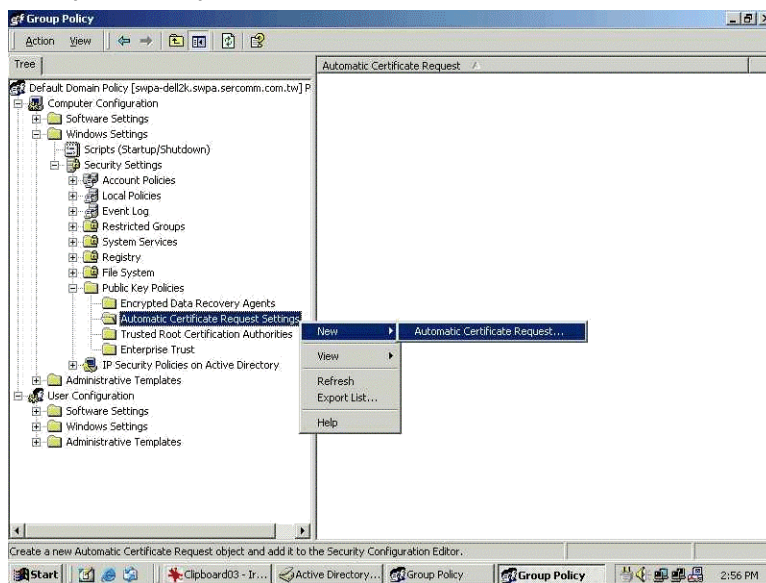 Group Policy
Action View
Tree
Automatic Certificate Request
Default Domain Policy [swpa-dell2k.swpa.sercomm.com.tw] P
Computer Configuration
Software Settings
Windows Settings
Scripts (Startup/Shutdown)
Security Settings
Account Policies
Local Policies
Event Log
Restricted Groups
System Services
Registry
File System
Public Key Policies
Encrypted Data Recovery Agents
Automatic Certificate Request Settings
Trusted Root Certification Authorities
Enterprise Trust
IP Security Policies on Active Directory
Administrative Templates
User Configuration
Software Settings
Windows Settings
Administrative Templates
New
View
Refresh
Export List...
Help
Automatic Certificate Request...
Create a new Automatic Certificate Request object and add it to the Security Configuration Editor.
Start
Clipboard03 - Ir...
Active Directory...
Group Policy
Group Policy
2:56 PM